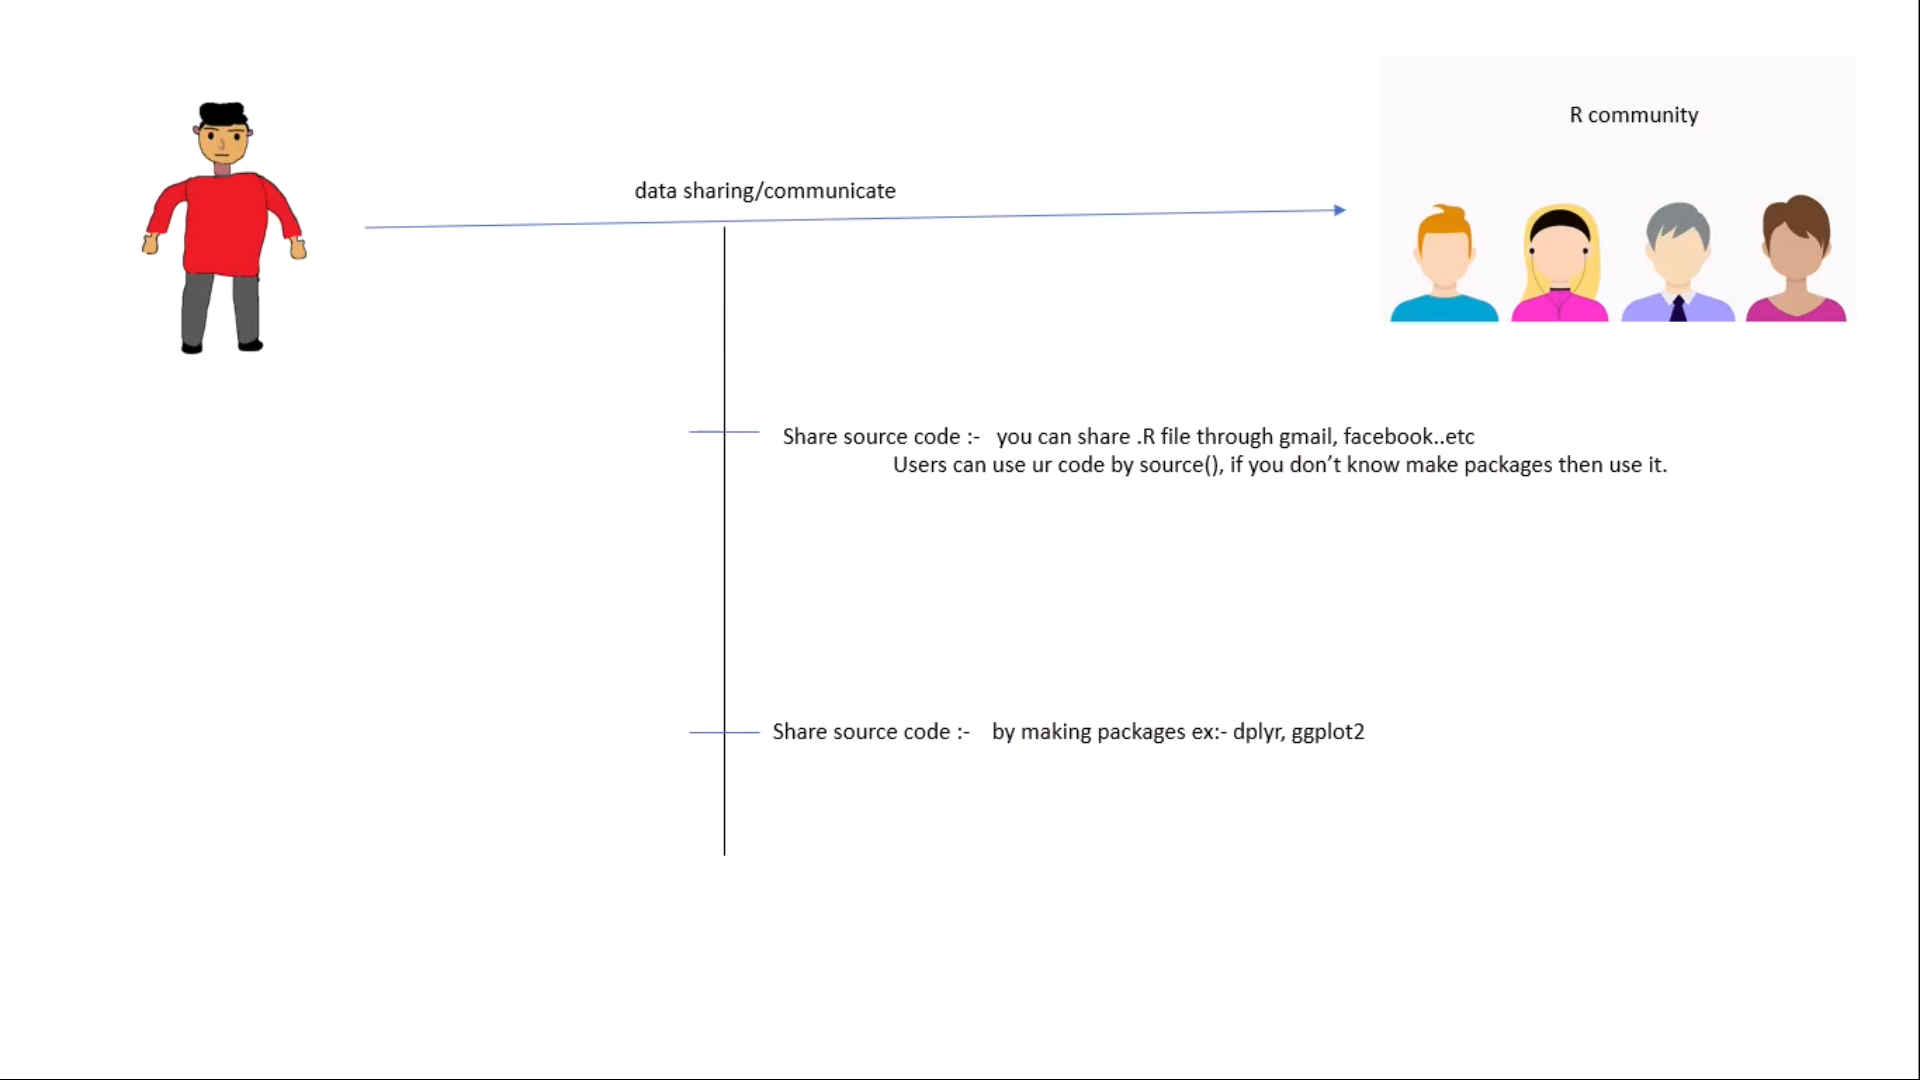 R community
data sharing/communicate
Share source code :- you can share .R file through gmail, facebook..etc
Users can use ur code by source(), if you don’t know make packages then use it.
Share source code :- by making packages ex:- dplyr, ggplot2